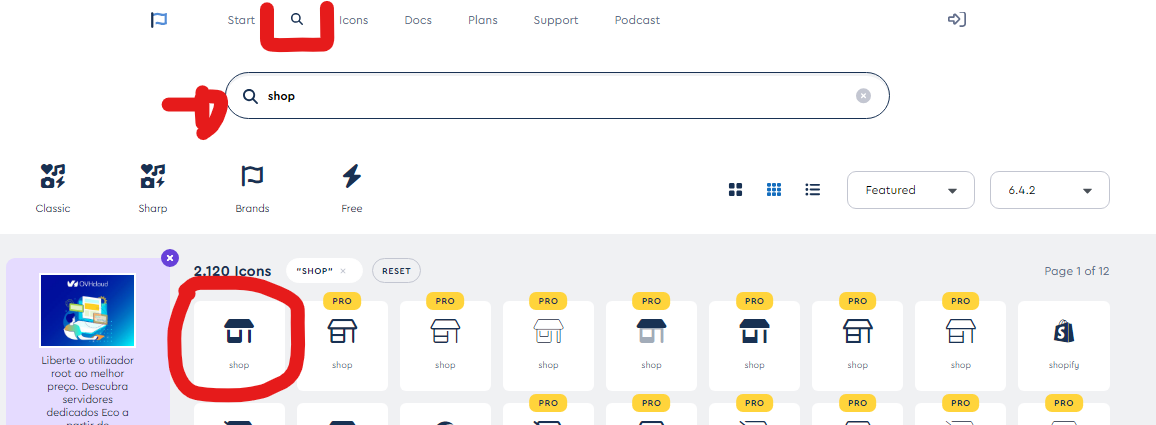 Start Icons Docs Plans Support Podcast
shop
Classic Sharp Brands Free
Featured 6.4.2
2.120 Icons "SHOP" × RESET Page 1 of 12
OVHcloud
Liberte o utilizador
root ao melhor
preço. Descubra
servidores
dedicados Eco a
PRO PRO PRO PRO PRO PRO PRO
shop shop shop shop shop shop shop shop shopify
PRO PRO PRO PRO PRO PRO